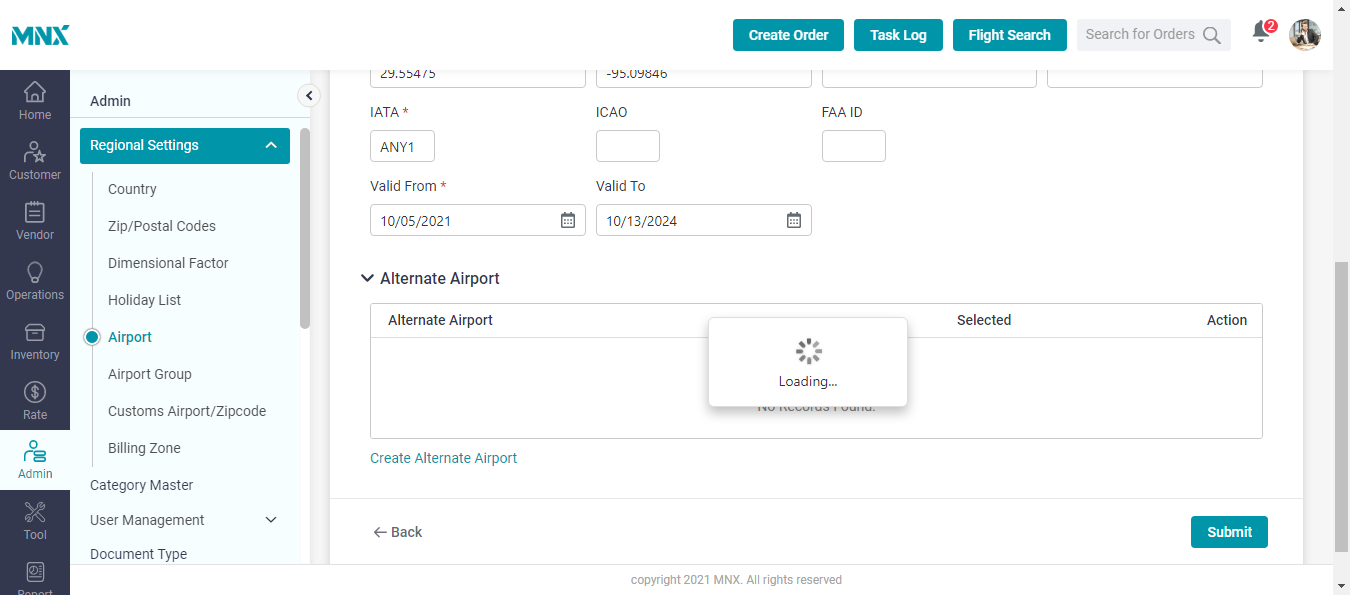 MNX
Create Order
Task Log
Flight Search
Search for Orders
2
Home
Customer
Vendor
Operations
Inventory
Rate
Admin
Tool
Report
Admin
Regional Settings
Country
Zip/Postal Codes
Dimensional Factor
Holiday List
Airport
Airport Group
Customs Airport/Zipcode
Billing Zone
Category Master
User Management
Document Type
29.55475
-95.09846
IATA *
ICAO
FAA ID
ANY1
Valid From *
Valid To
10/05/2021
10/13/2024
Alternate Airport
Alternate Airport
Selected
Action
Loading...
No Records Found.
Create Alternate Airport
Back
Submit
copyright 2021 MNX. All rights reserved